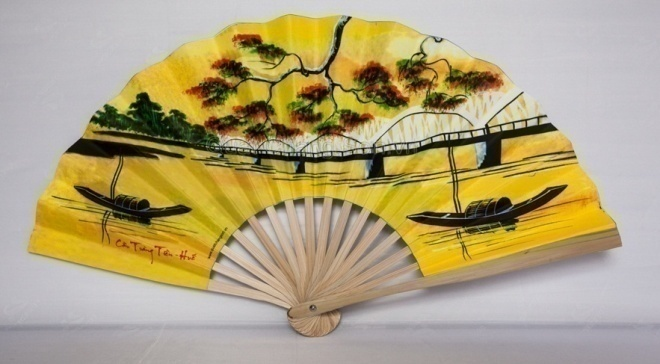 Cầu Trường Tiền - Huế